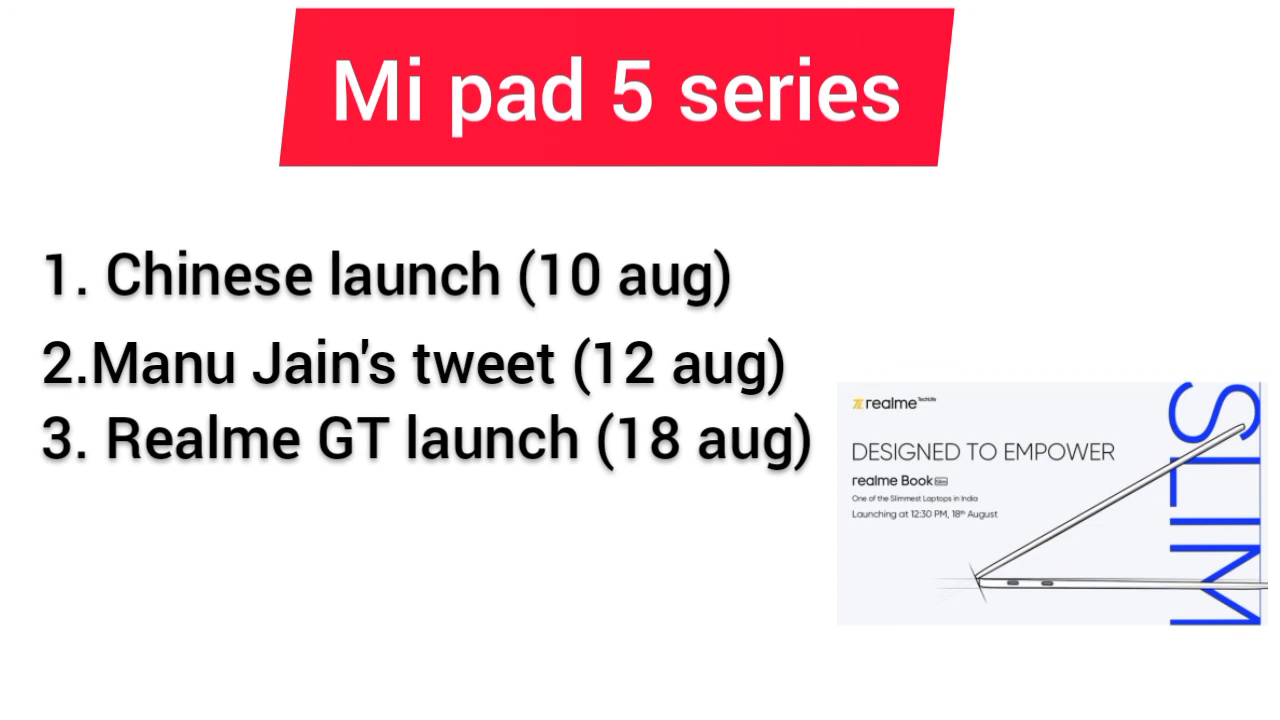 Mi pad 5 series
1. Chinese launch (10 aug)
2.Manu Jain's tweet (12 aug)
3. Realme GT launch (18 aug)
realme TechLife
DESIGNED TO EMPOWER
realme Book Slim
One of the Slimmest Laptops in India
Launching at 12:30 PM, 18th August
SLIM